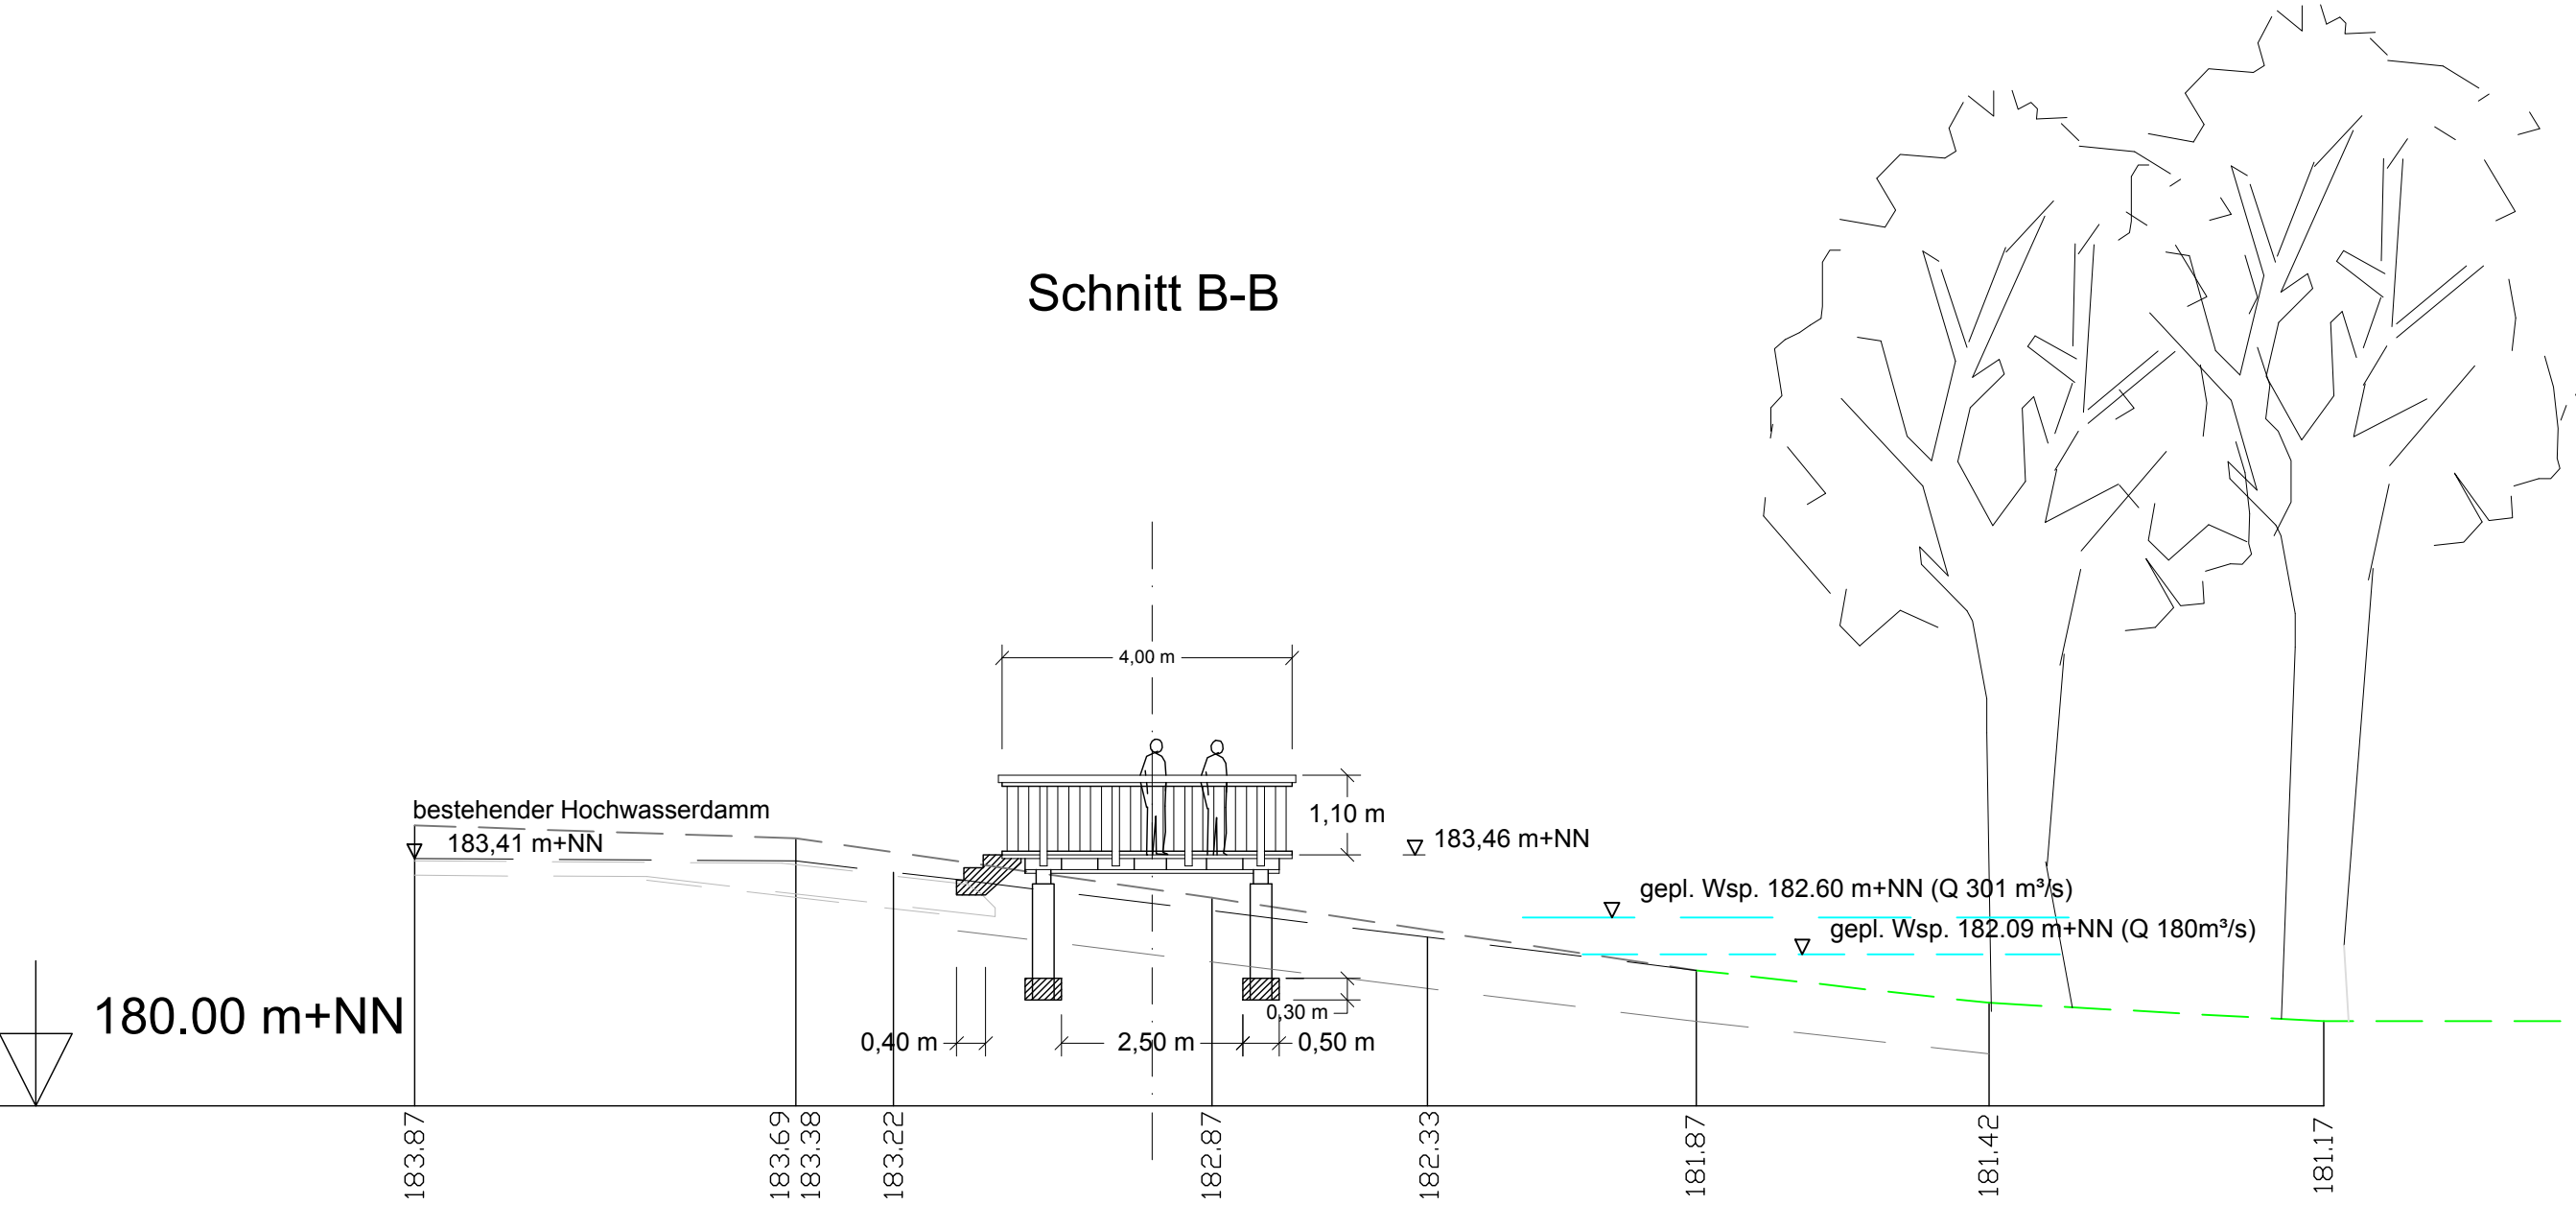 Schnitt B-B
4,00 m
bestehender Hochwasserdamm
183,41 m+NN
1,10 m
183,46 m+NN
gepl. Wsp. 182.60 m+NN (Q 301 m³/s)
gepl. Wsp. 182.09 m+NN (Q 180m³/s)
180.00 m+NN
0,30 m
0,40 m
2,50 m
0,50 m
183.87
183.69
183.38
183.22
182.87
182.33
181.87
181.42
181.17